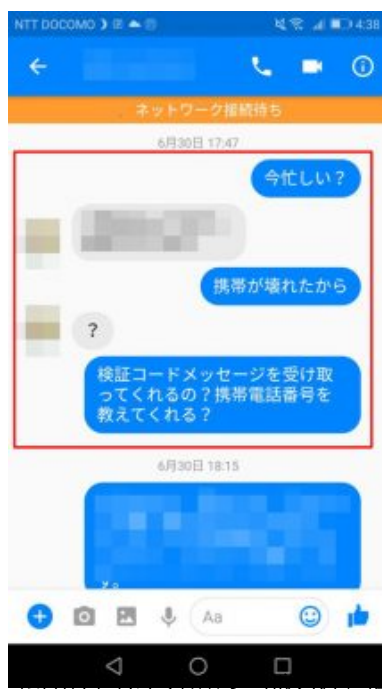 NTT DOCOMO
4:38
ネットワーク接続待ち
6月30日 17:47
今忙しい？
携帯が壊れたから
？
検証コードメッセージを受け取
ってくれるの？携帯電話番号を
教えてくれる？
6月30日 18:15
Aa